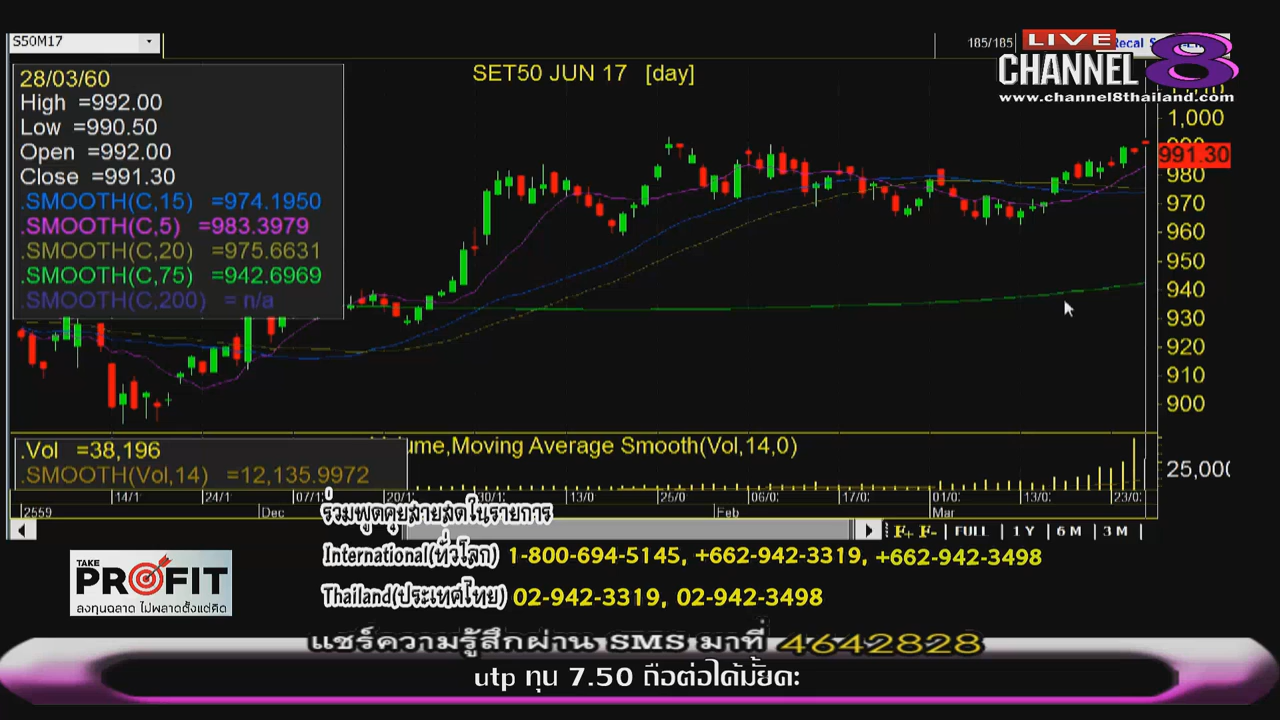 S50M17
185/185
LIVE
CHANNEL 8
www.channel8thailand.com
SET50 JUN 17 [day]
28/03/60
High =992.00
Low =990.50
Open =992.00
Close =991.30
.SMOOTH(C,15) =974.1950
.SMOOTH(C,5) =983.3979
.SMOOTH(C,20) =975.6631
.SMOOTH(C,75) =942.6969
.SMOOTH(C,200) = n/a
1,000
991.30
980
970
960
950
940
930
920
910
900
.Vol =38,196
.SMOOTH(Vol,14) =12,135.9972
ume,Moving Average Smooth(Vol,14,0)
25,000
14/1 24/1 07/1 20/1 30/1 13/0 25/0 06/0 17/0 01/0 13/0 23/0
2559 Dec Feb Mar
F+ F- FULL 1 Y 6 M 3 M
ร่วมพูดคุยสายสดในรายการ
International(ทั่วโลก) 1-800-694-5145, +662-942-3319, +662-942-3498
Thailand(ประเทศไทย) 02-942-3319, 02-942-3498
TAKE
PROFIT
ลงทุนฉลาด ไม่พลาดตั้งแต่คิด
แชร์ความรู้สึกผ่าน SMS มาที่ 4642828
utp ทุน 7.50 ถือต่อได้มั้ยคะ